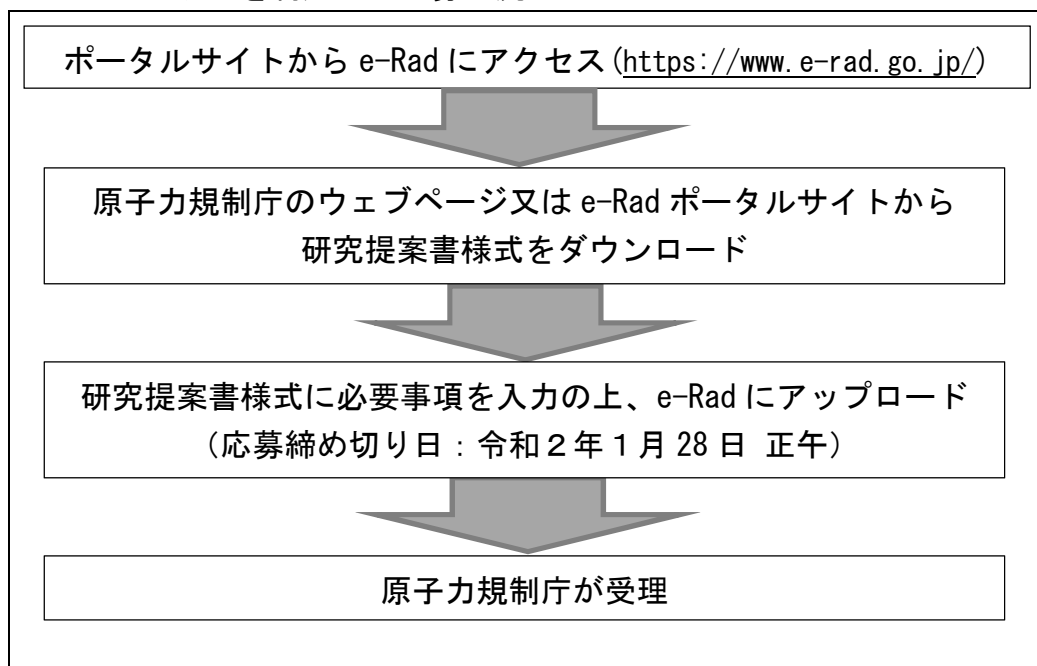 ポータルサイトから e-Rad にアクセス(https://www.e-rad.go.jp/)
原子力規制庁のウェブページ又は e-Rad ポータルサイトから
研究提案書様式をダウンロード
研究提案書様式に必要事項を入力の上、e-Rad にアップロード
(応募締め切り日:令和2年1月 28 日 正午)
原子力規制庁が受理